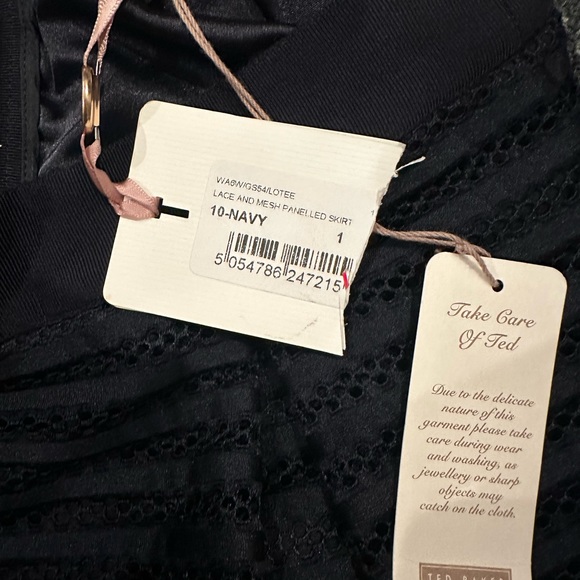 WA6W/GS54/LOTEE
LACE AND MESH PANELLED SKIRT
10-NAVY
1
5 054786 247215
Take Care
Of Ted
Due to the delicate
nature of this
garment please take
care during wear
and washing, as
jewellery or sharp
objects may
catch on the cloth.
TED BAKER